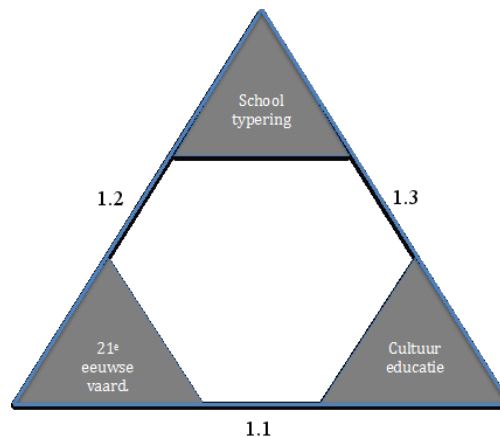 School
typering
1.2
1.3
21e
eeuwse
vaard.
Cultuur
educatie
1.1